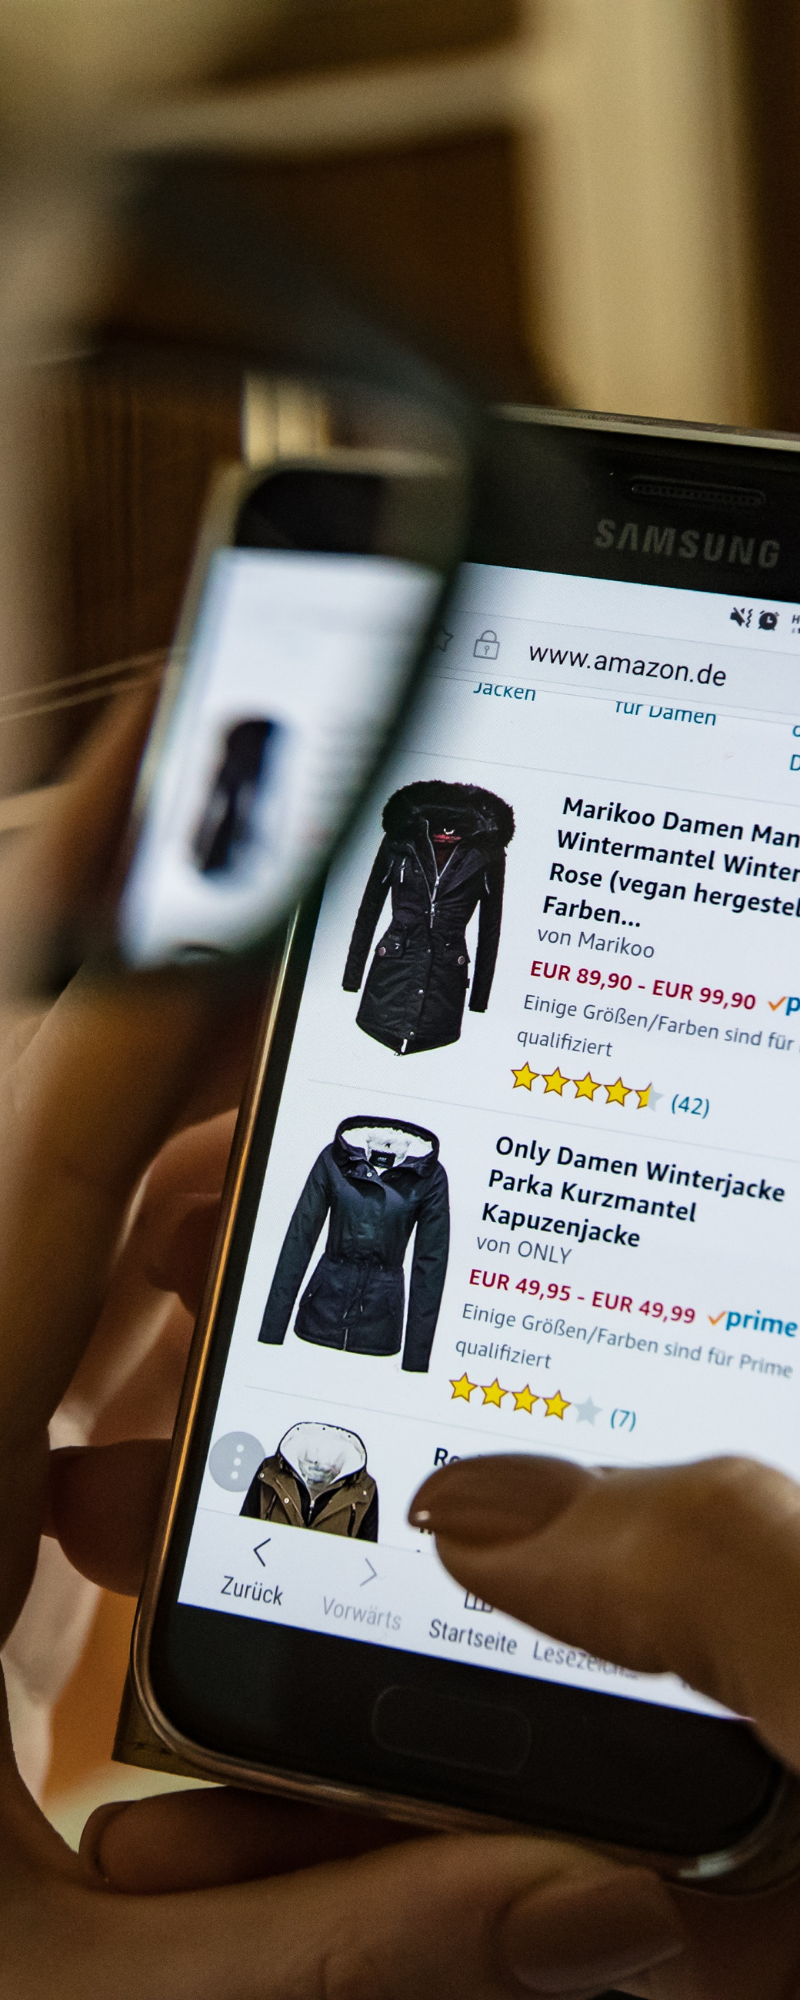 SAMSUNG
www.amazon.de
Jacken
für Damen
Marikoo Damen Man
Wintermantel Winter
Rose (vegan hergestel
Farben...
von Marikoo
EUR 89,90 - EUR 99,90 p
Einige Größen/Farben sind für
qualifiziert
(42)
Only Damen Winterjacke
Parka Kurzmantel
Kapuzenjacke
von ONLY
EUR 49,95 - EUR 49,99 prime
Einige Größen/Farben sind für Prime
qualifiziert
(7)
Zurück
Vorwärts
Startseite